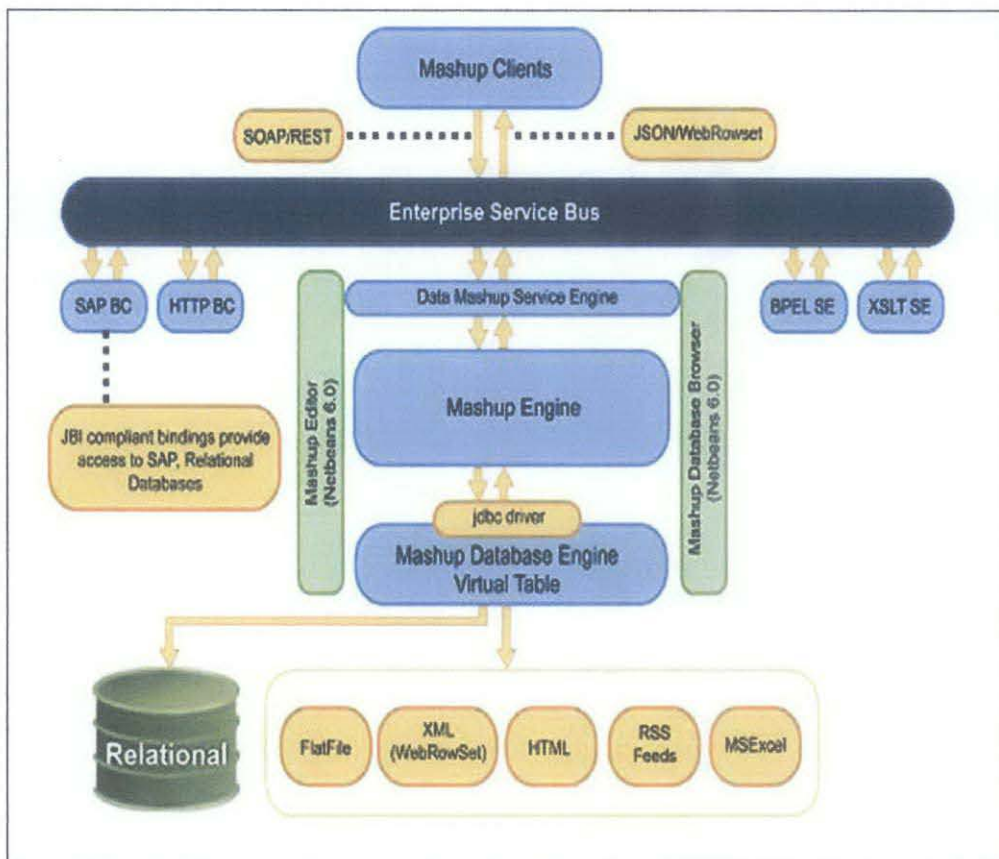 Mashup Clients
SOAP/REST
JSON/WebRowset
Enterprise Service Bus
SAP BC
HTTP BC
Data Mashup Service Engine
BPEL SE
XSLT SE
Mashup Editor
(Netbeans 6.0)
Mashup Engine
Mashup Database Browser
(Netbeans 6.0)
JBI compliant bindings provide
access to SAP, Relational
Databases
jdbc driver
Mashup Database Engine
Virtual Table
Relational
FlatFile
XML
(WebRowSet)
HTML
RSS
Feeds
MSExcel